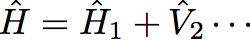 Ĥ = Ĥ₁ + V̂₂ ⋯